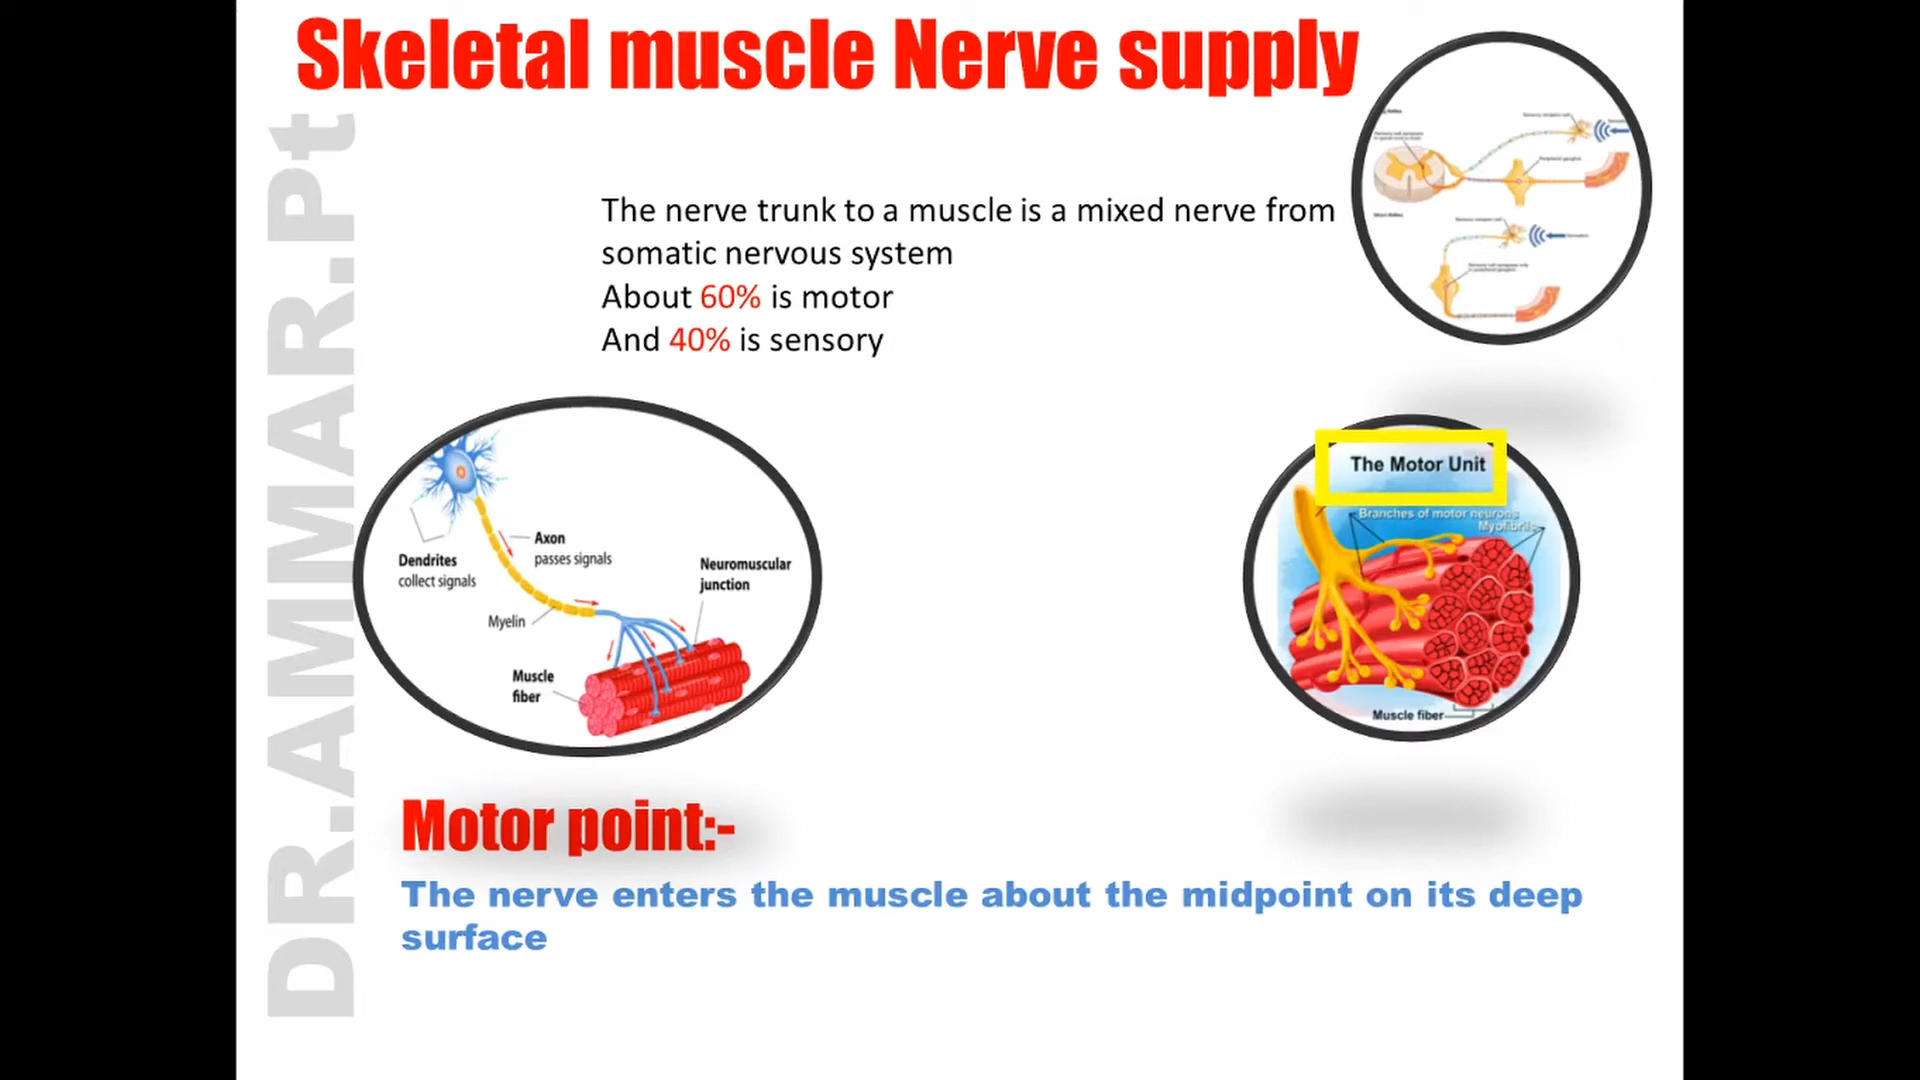 Skeletal muscle Nerve supply
DR.AMMAR.Pt
The nerve trunk to a muscle is a mixed nerve from
somatic nervous system
About 60% is motor
And 40% is sensory
Dendrites
collect signals
Axon
passes signals
Myelin
Neuromuscular
junction
Muscle
fiber
The Motor Unit
Branches of motor neurons
Myofibrils
Muscle fiber
Motor point:-
The nerve enters the muscle about the midpoint on its deep
surface